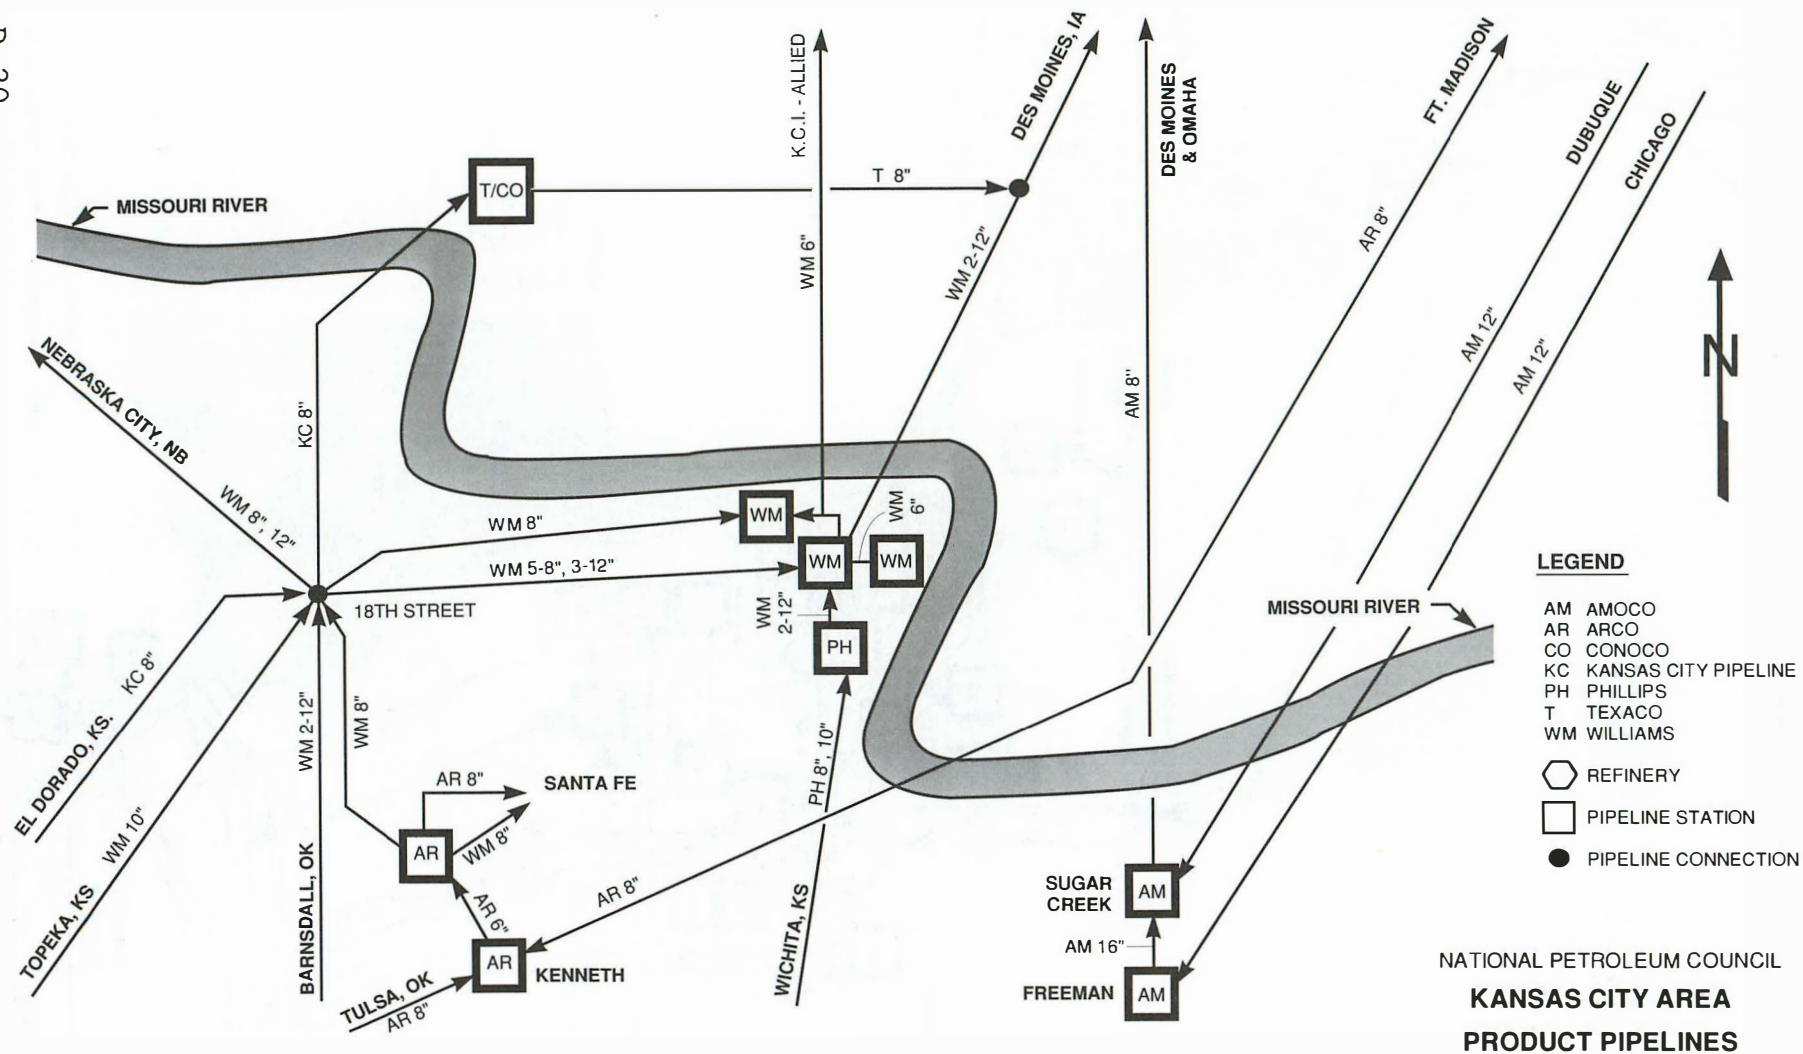 K.C.I. - ALLIED
DES MOINES, IA
DES MOINES
& OMAHA
FT. MADISON
DUBUQUE
CHICAGO
MISSOURI RIVER
T/CO
T 8"
WM 6"
WM 2-12"
AR 8"
AM 12"
AM 12"
AM 8"
N
NEBRASKA CITY, NB
WM 8", 12"
KC 8"
WM 8"
WM
WM
6"
WM 5-8", 3-12"
WM
WM
18TH STREET
WM
2-12"
PH
KC 8"
EL DORADO, KS.
WM 10"
TOPEKA, KS
WM 2-12"
BARNSDALL, OK
WM 8"
AR 8"
SANTA FE
WM 8"
AR
AR 6"
AR
KENNETH
TULSA, OK
AR 8"
AR 8"
PH 8", 10"
WICHITA, KS
MISSOURI RIVER
SUGAR
CREEK
AM
AM 16"
FREEMAN
AM
LEGEND
AM AMOCO
AR ARCO
CO CONOCO
KC KANSAS CITY PIPELINE
PH PHILLIPS
T TEXACO
WM WILLIAMS
REFINERY
PIPELINE STATION
PIPELINE CONNECTION
NATIONAL PETROLEUM COUNCIL
KANSAS CITY AREA
PRODUCT PIPELINES